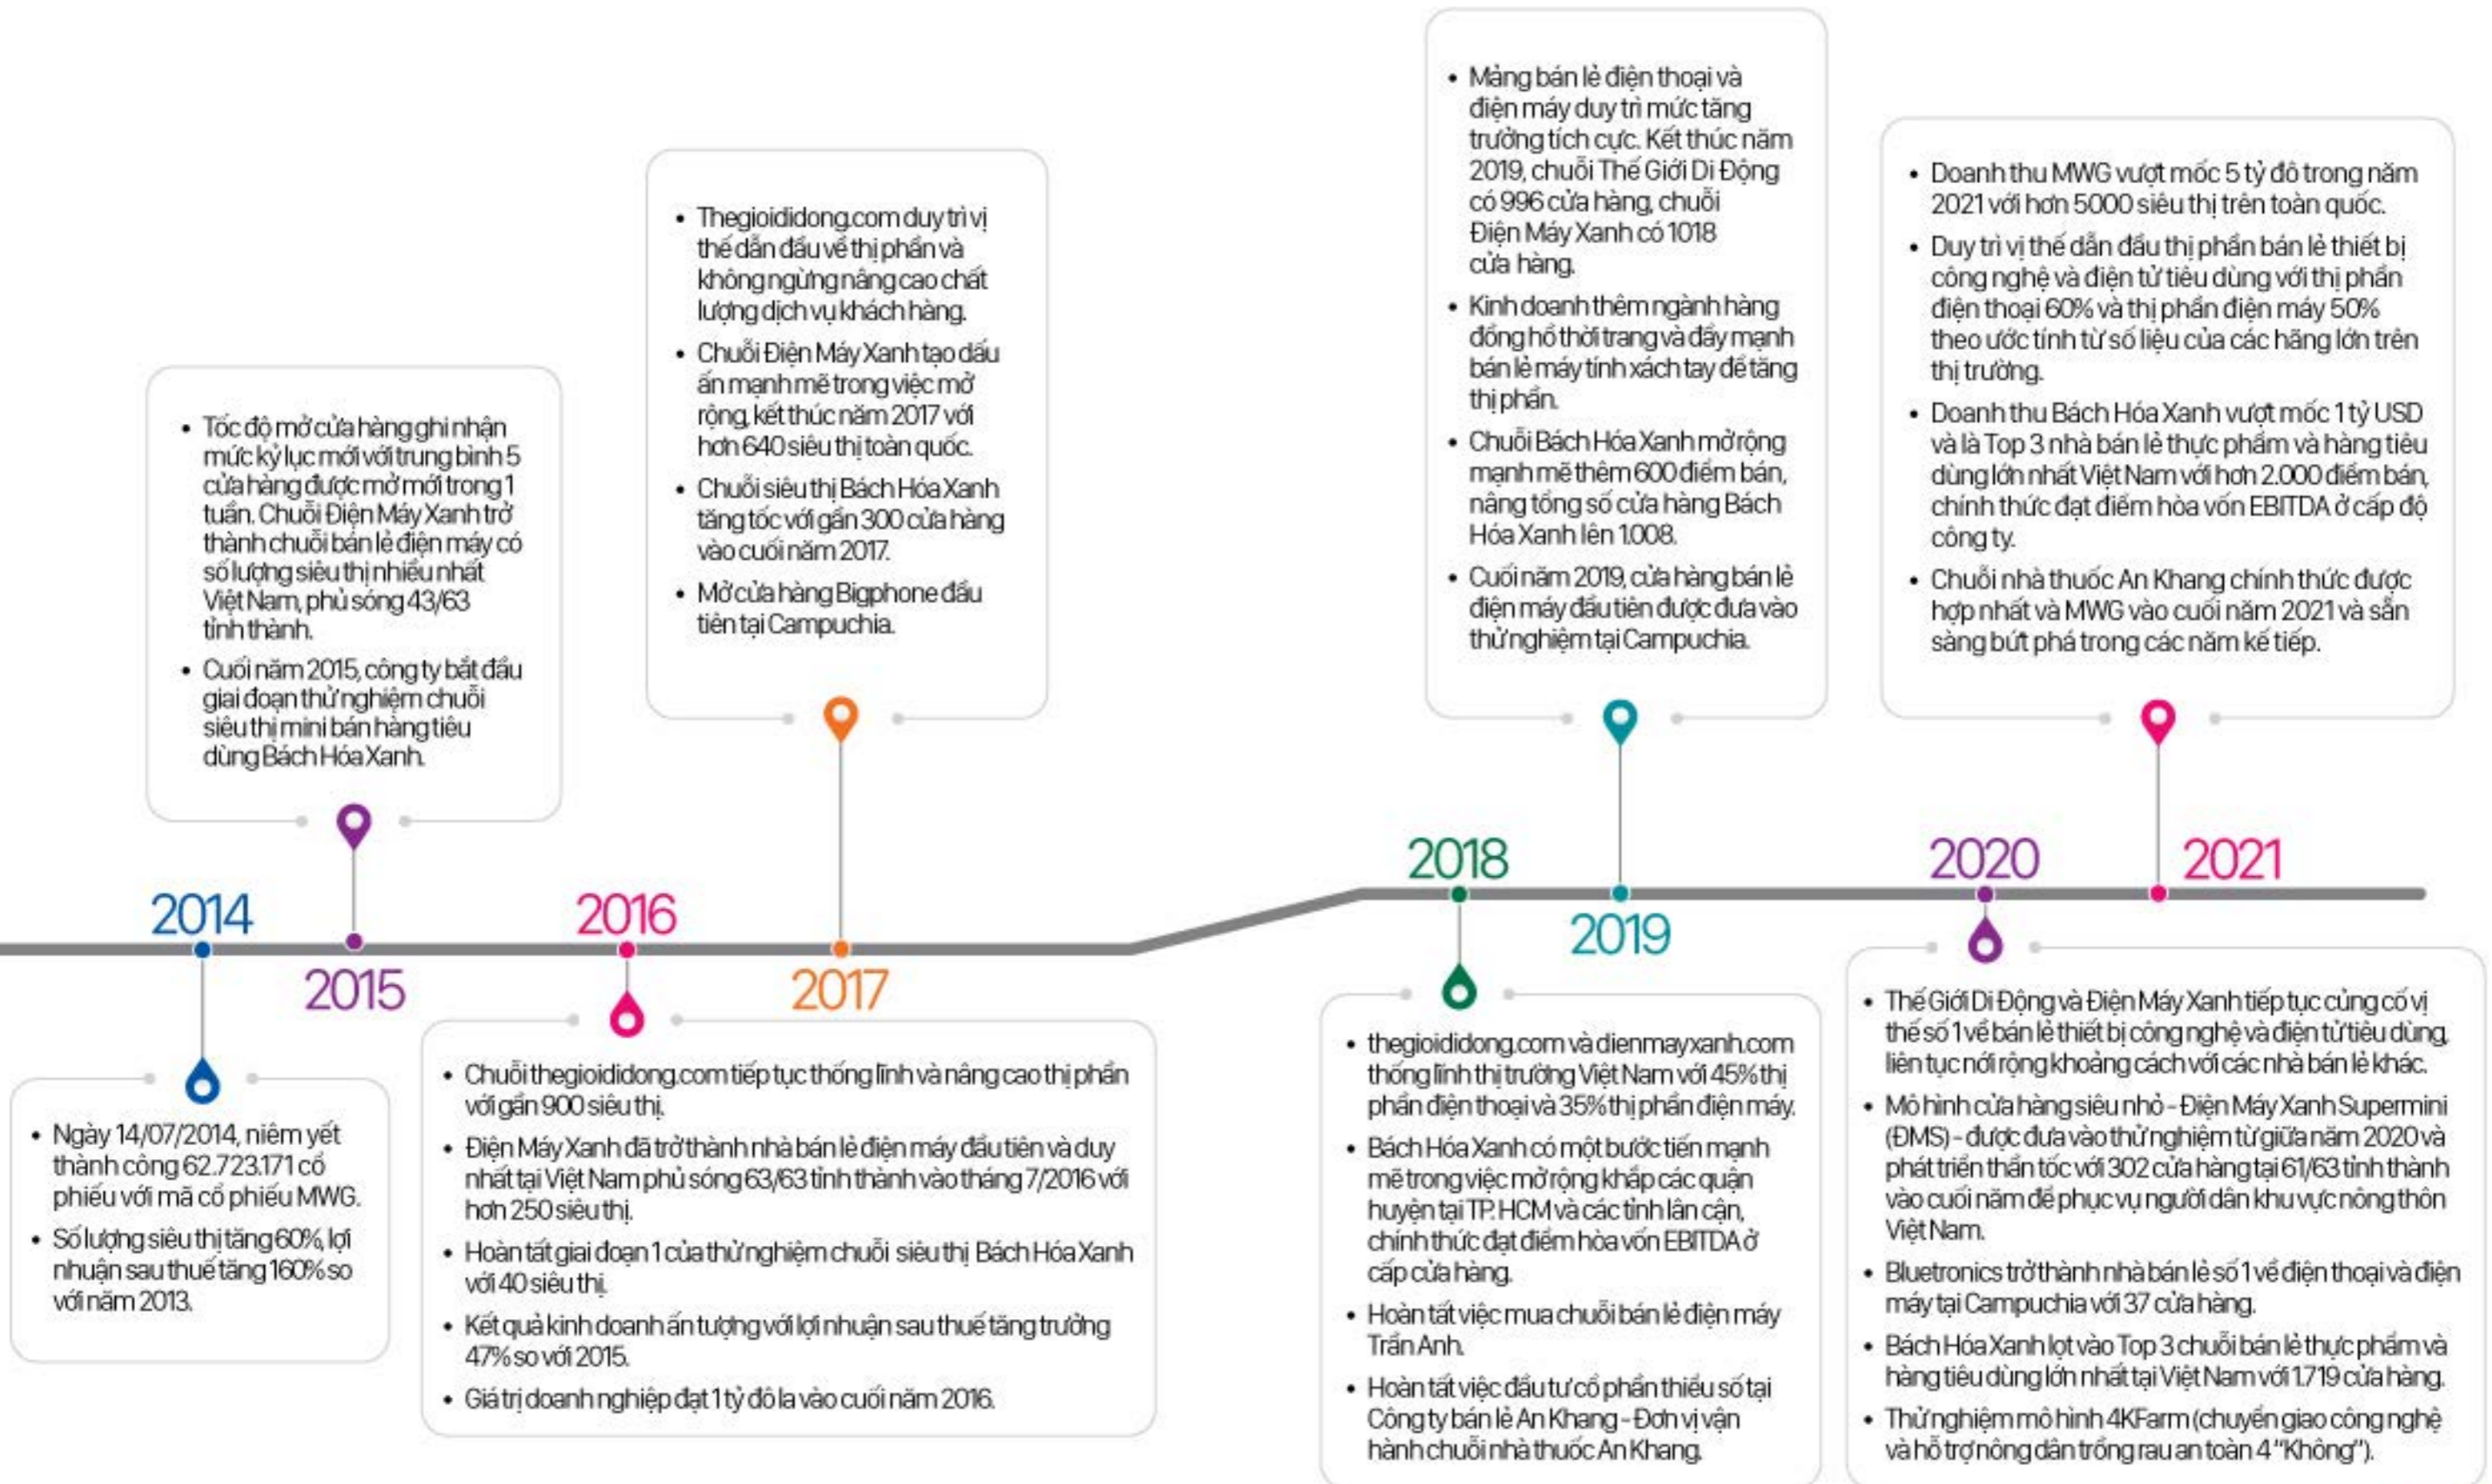 2014
• Ngày 14/07/2014, niêm yết
thành công 62.723.171 cổ
phiếu với mã cổ phiếu MWG.
• Số lượng siêu thị tăng 60%, lợi
nhuận sau thuế tăng 160% so
với năm 2013.
• Tốc độ mở cửa hàng ghi nhận
mức kỷ lục mới với trung bình 5
cửa hàng được mở mới trong 1
tuần. Chuỗi Điện Máy Xanh trở
thành chuỗi bán lẻ điện máy có
số lượng siêu thị nhiều nhất
Việt Nam, phủ sóng 43/63
tỉnh thành.
• Cuối năm 2015, công ty bắt đầu
giai đoạn thử nghiệm chuỗi
siêu thị mini bán hàng tiêu
dùng Bách Hóa Xanh.
2015
2016
• Chuỗi thegioididong.com tiếp tục thống lĩnh và nâng cao thị phần
với gần 900 siêu thị.
• Điện Máy Xanh đã trở thành nhà bán lẻ điện máy đầu tiên và duy
nhất tại Việt Nam phủ sóng 63/63 tỉnh thành vào tháng 7/2016 với
hơn 250 siêu thị.
• Hoàn tất giai đoạn 1 của thử nghiệm chuỗi siêu thị Bách Hóa Xanh
với 40 siêu thị.
• Kết quả kinh doanh ấn tượng với lợi nhuận sau thuế tăng trưởng
47% so với 2015.
• Giá trị doanh nghiệp đạt 1 tỷ đô la vào cuối năm 2016.
• Thegioididong.com duy trì vị
thế dẫn đầu về thị phần và
không ngừng nâng cao chất
lượng dịch vụ khách hàng.
• Chuỗi Điện Máy Xanh tạo dấu
ấn mạnh mẽ trong việc mở
rộng, kết thúc năm 2017 với
hơn 640 siêu thị toàn quốc.
• Chuỗi siêu thị Bách Hóa Xanh
tăng tốc với gần 300 cửa hàng
vào cuối năm 2017.
• Mở cửa hàng Bigphone đầu
tiên tại Campuchia.
2017
2018
• thegioididong.com và dienmayxanh.com
thống lĩnh thị trường Việt Nam với 45% thị
phần điện thoại và 35% thị phần điện máy.
• Bách Hóa Xanh có một bước tiến mạnh
mẽ trong việc mở rộng khắp các quận
huyện tại TP. HCM và các tỉnh lân cận,
chính thức đạt điểm hòa vốn EBITDA ở
cấp cửa hàng.
• Hoàn tất việc mua chuỗi bán lẻ điện máy
Trần Anh.
• Hoàn tất việc đầu tư cổ phần thiểu số tại
Công ty bán lẻ An Khang - Đơn vị vận
hành chuỗi nhà thuốc An Khang.
• Mảng bán lẻ điện thoại và
điện máy duy trì mức tăng
trưởng tích cực. Kết thúc năm
2019, chuỗi Thế Giới Di Động
có 996 cửa hàng, chuỗi
Điện Máy Xanh có 1018
cửa hàng.
• Kinh doanh thêm ngành hàng
đồng hồ thời trang và đẩy mạnh
bán lẻ máy tính xách tay để tăng
thị phần.
• Chuỗi Bách Hóa Xanh mở rộng
mạnh mẽ thêm 600 điểm bán,
nâng tổng số cửa hàng Bách
Hóa Xanh lên 1.008.
• Cuối năm 2019, cửa hàng bán lẻ
điện máy đầu tiên được đưa vào
thử nghiệm tại Campuchia.
2019
2020
• Thế Giới Di Động và Điện Máy Xanh tiếp tục củng cố vị
thế số 1 về bán lẻ thiết bị công nghệ và điện tử tiêu dùng,
liên tục nới rộng khoảng cách với các nhà bán lẻ khác.
• Mô hình cửa hàng siêu nhỏ - Điện Máy Xanh Supermini
(ĐMS) - được đưa vào thử nghiệm từ giữa năm 2020 và
phát triển thần tốc với 302 cửa hàng tại 61/63 tỉnh thành
vào cuối năm để phục vụ người dân khu vực nông thôn
Việt Nam.
• Bluetronics trở thành nhà bán lẻ số 1 về điện thoại và điện
máy tại Campuchia với 37 cửa hàng.
• Bách Hóa Xanh lọt vào Top 3 chuỗi bán lẻ thực phẩm và
hàng tiêu dùng lớn nhất tại Việt Nam với 1.719 cửa hàng.
• Thử nghiệm mô hình 4KFarm (chuyển giao công nghệ
và hỗ trợ nông dân trồng rau an toàn 4 "Không").
• Doanh thu MWG vượt mốc 5 tỷ đô trong năm
2021 với hơn 5000 siêu thị trên toàn quốc.
• Duy trì vị thế dẫn đầu thị phần bán lẻ thiết bị
công nghệ và điện tử tiêu dùng với thị phần
điện thoại 60% và thị phần điện máy 50%
theo ước tính từ số liệu của các hãng lớn trên
thị trường.
• Doanh thu Bách Hóa Xanh vượt mốc 1 tỷ USD
và là Top 3 nhà bán lẻ thực phẩm và hàng tiêu
dùng lớn nhất Việt Nam với hơn 2.000 điểm bán,
chính thức đạt điểm hòa vốn EBITDA ở cấp độ
công ty.
• Chuỗi nhà thuốc An Khang chính thức được
hợp nhất và MWG vào cuối năm 2021 và sẵn
sàng bứt phá trong các năm kế tiếp.
2021